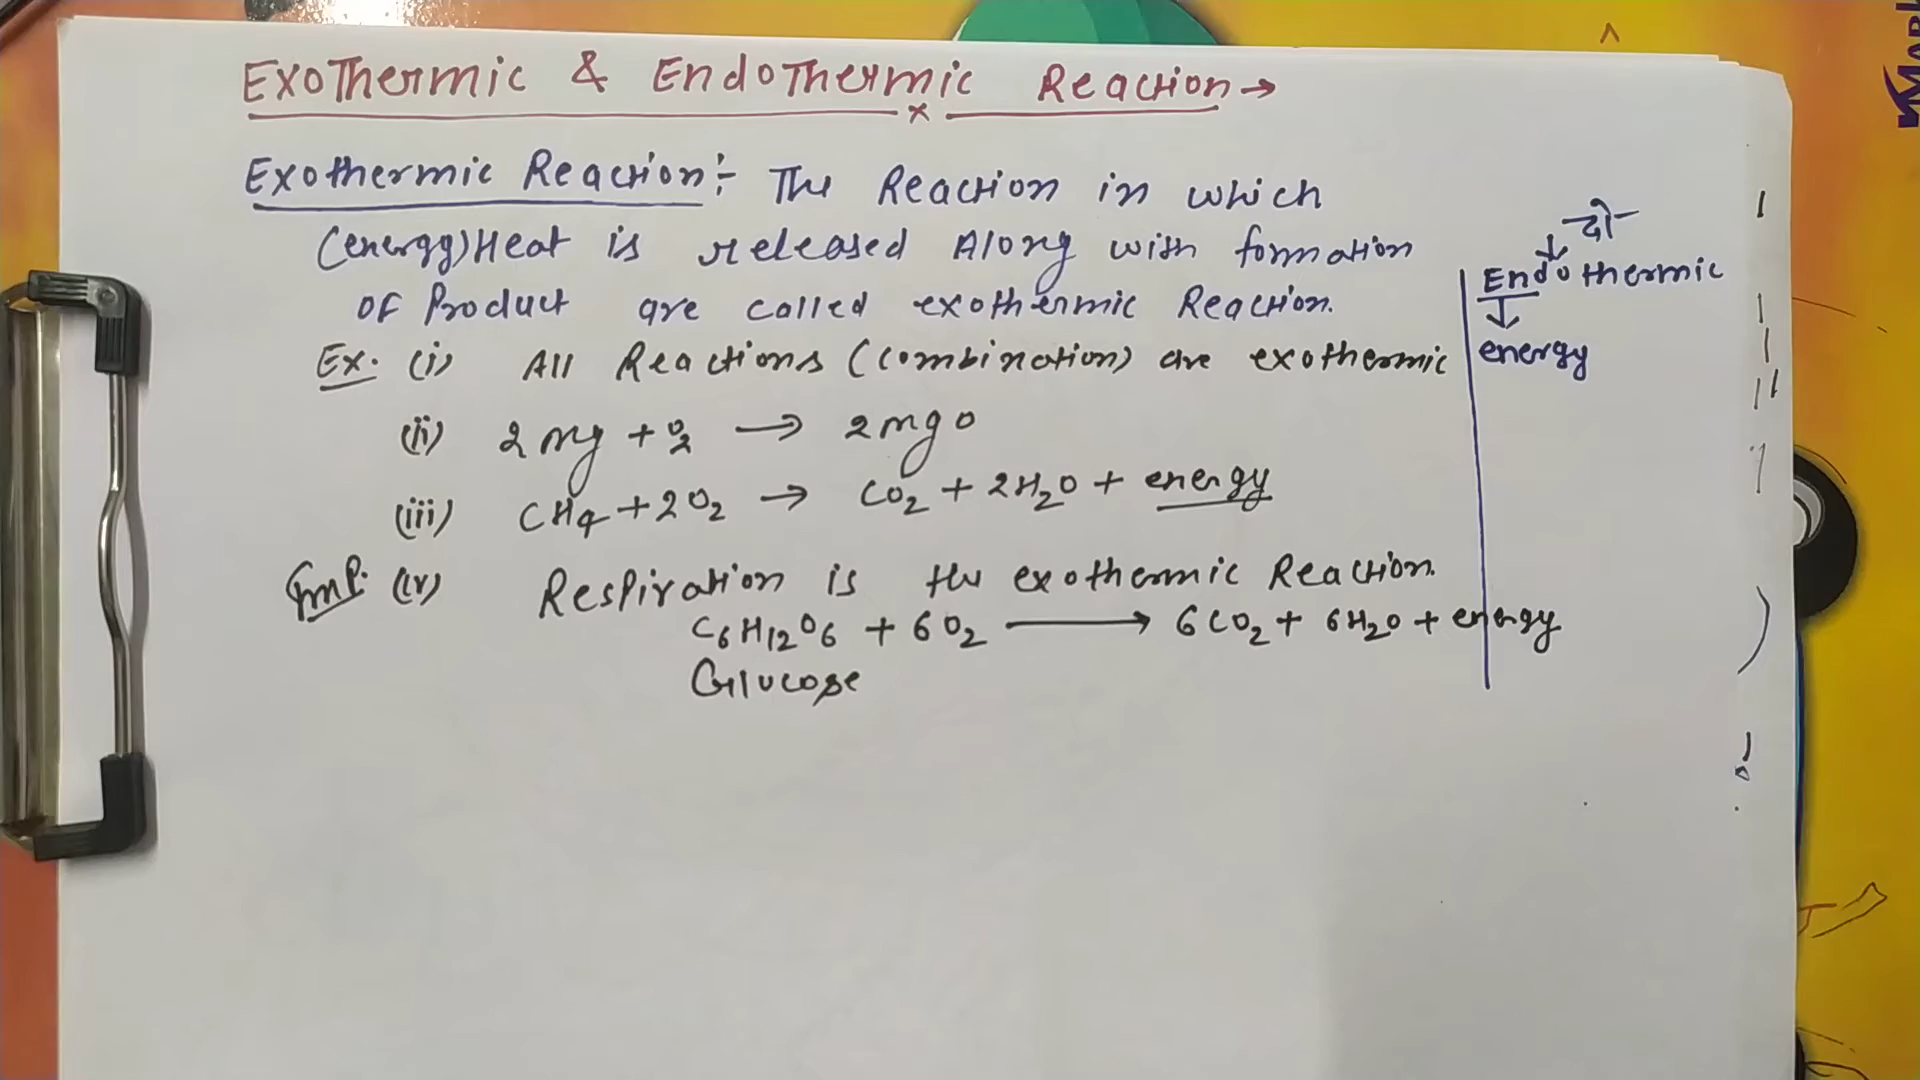 Exothermic & Endothermic Reaction→
Exothermic Reaction:- The Reaction in which
(energy)Heat is released Along with formation
Of Product are called exothermic Reaction.
Ex. (i) All Reactions (combination) are exothermic
(ii) 2mg + O2 → 2mgo
(iii) CH4 + 2O2 → CO2 + 2H2O + energy
Imp. (iv) Respiration is the exothermic Reaction.
C6H12O6 + 6O2 → 6CO2 + 6H2O + energy
Glucose
दो
Endothermic
energy